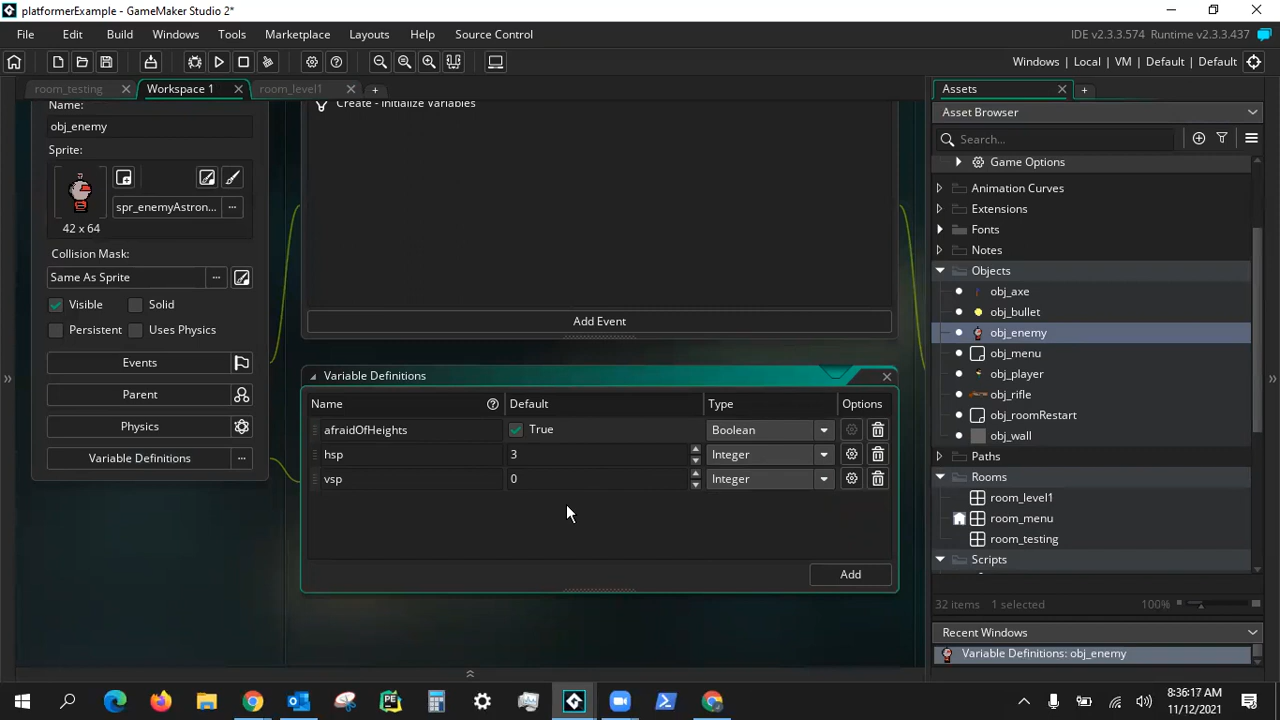 platformerExample - GameMaker Studio 2*
File Edit Build Windows Tools Marketplace Layouts Help Source Control
IDE v2.3.3.574 Runtime v2.3.3.437
Windows | Local | VM | Default | Default
room_testing
Workspace 1
room_level1
Name:
obj_enemy
Sprite:
spr_enemyAstron...
42 x 64
Collision Mask:
Same As Sprite
Visible
Solid
Persistent
Uses Physics
Events
Parent
Physics
Variable Definitions
Create - Initialize Variables
Add Event
Variable Definitions
Name Default Type Options
afraidOfHeights True Boolean
hsp 3 Integer
vsp 0 Integer
Add
Assets
Asset Browser
Search...
Game Options
Animation Curves
Extensions
Fonts
Notes
Objects
obj_axe
obj_bullet
obj_enemy
obj_menu
obj_player
obj_rifle
obj_roomRestart
obj_wall
Paths
Rooms
room_level1
room_menu
room_testing
Scripts
32 items 1 selected 100%
Recent Windows
Variable Definitions: obj_enemy
8:36:17 AM
11/12/2021